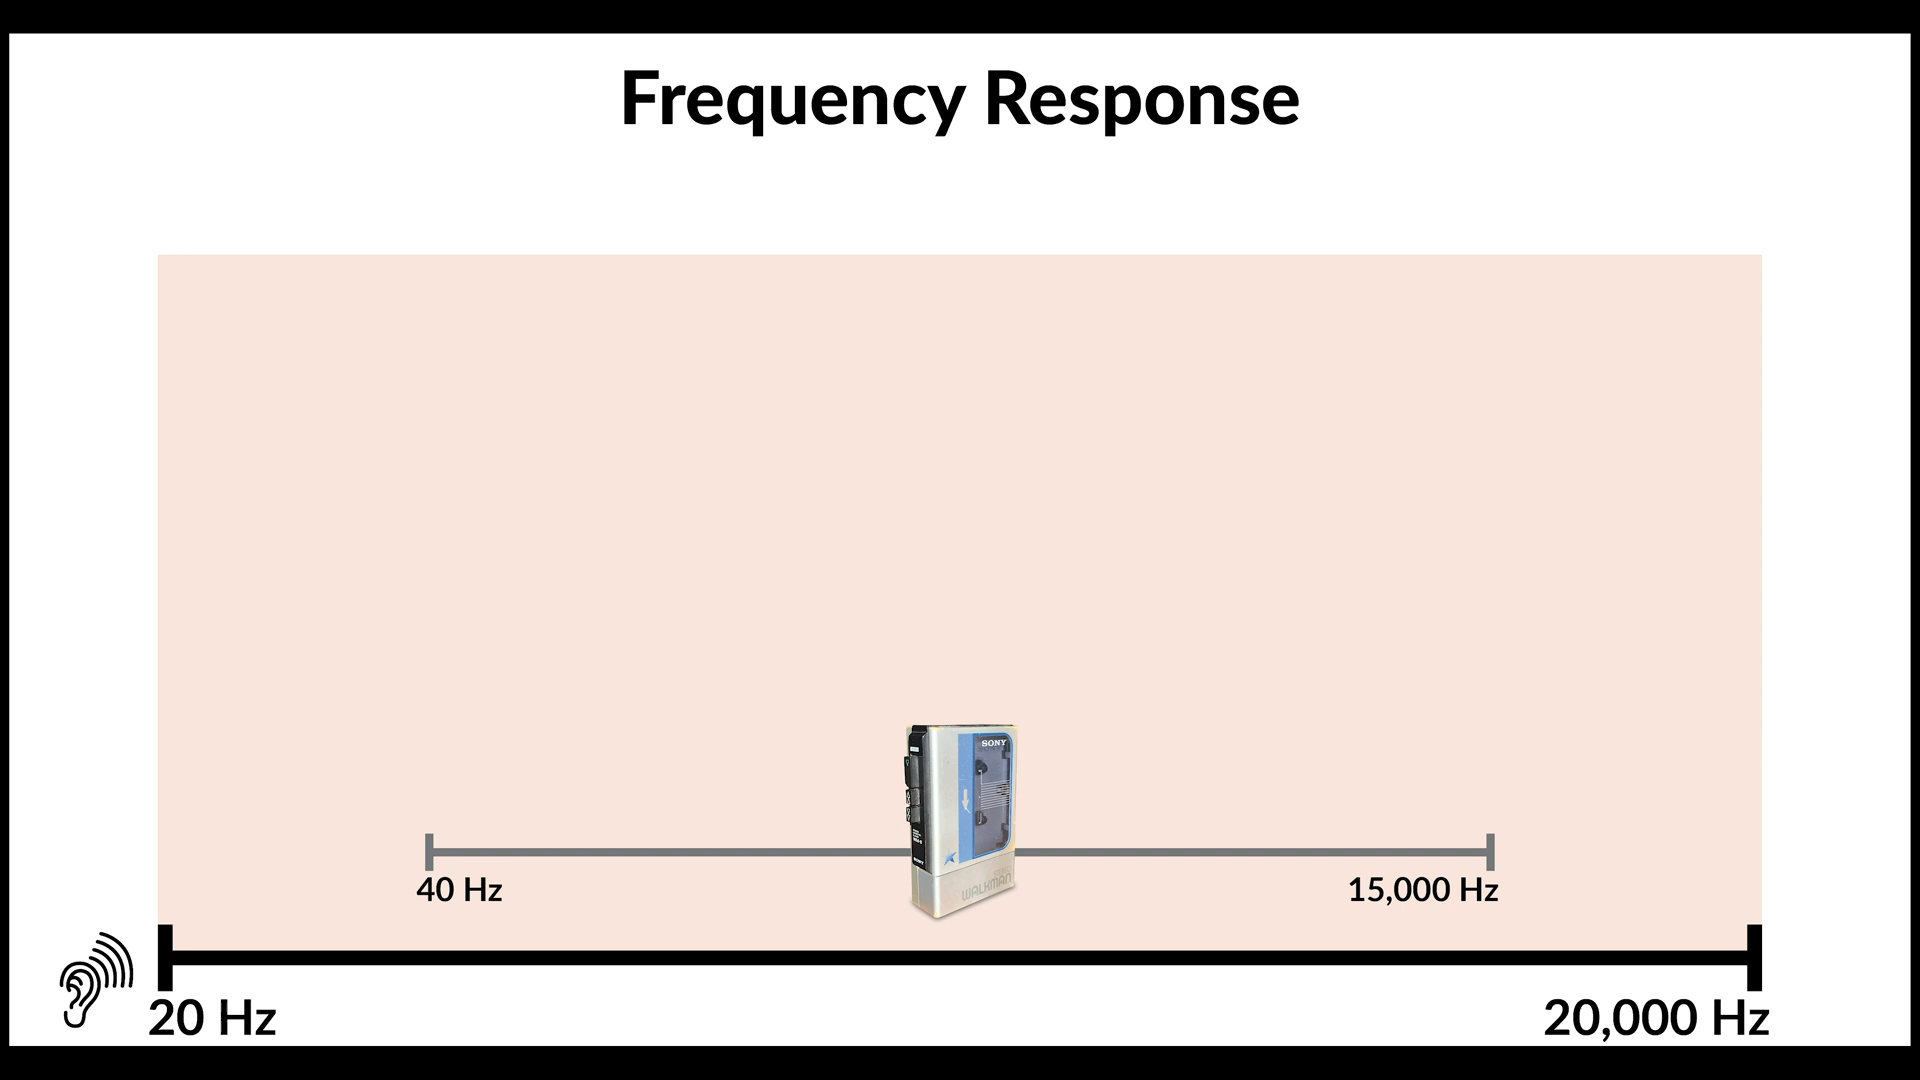 Frequency Response
SONY
WALKMAN
40 Hz
15,000 Hz
20 Hz
20,000 Hz